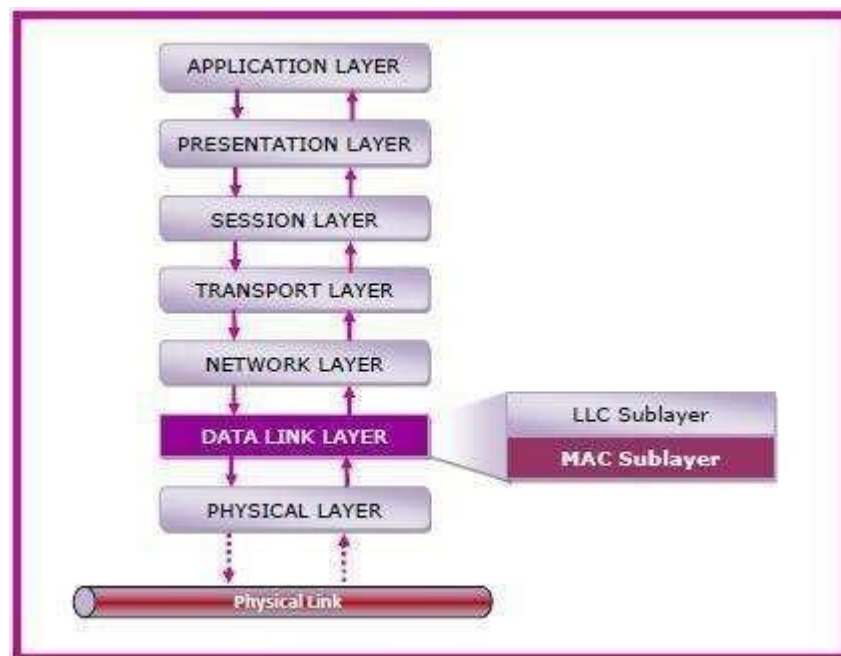 APPLICATION LAYER
PRESENTATION LAYER
SESSION LAYER
TRANSPORT LAYER
NETWORK LAYER
DATA LINK LAYER
LLC Sublayer
MAC Sublayer
PHYSICAL LAYER
Physical Link